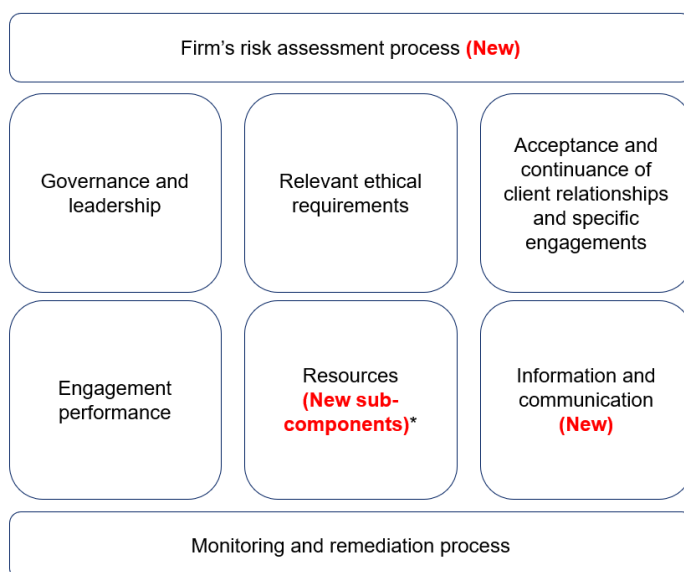 Firm’s risk assessment process (New)
Governance and
leadership
Relevant ethical
requirements
Acceptance and
continuance of
client relationships
and specific
engagements
Engagement
performance
Resources
(New sub-
components)*
Information and
communication
(New)
Monitoring and remediation process